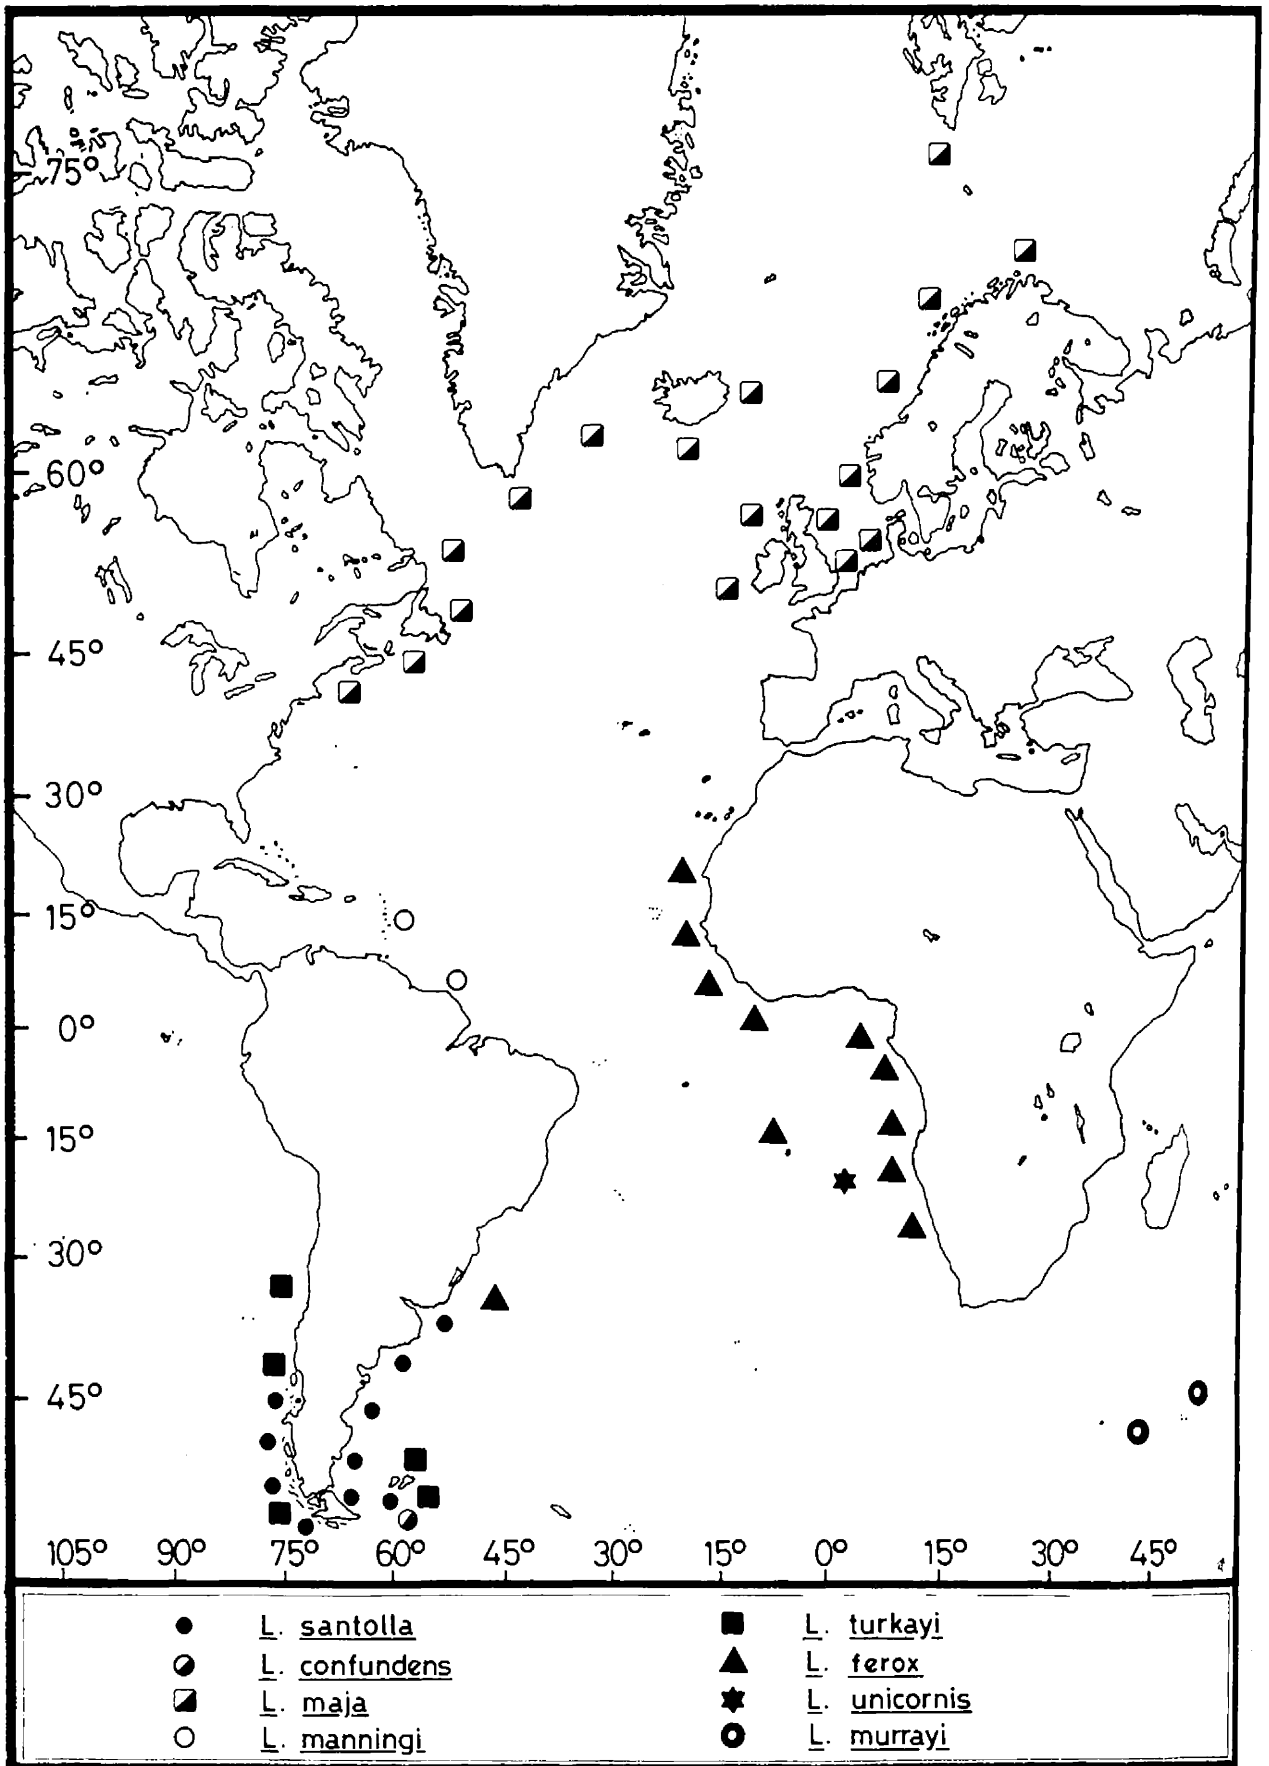 75°
60°
45°
30°
15°
0°
15°
30°
45°
105° 90° 75° 60° 45° 30° 15° 0° 15° 30° 45°
L. santolla
L. confundens
L. maja
L. manningi
L. turkayi
L. ferox
L. unicornis
L. murrayi